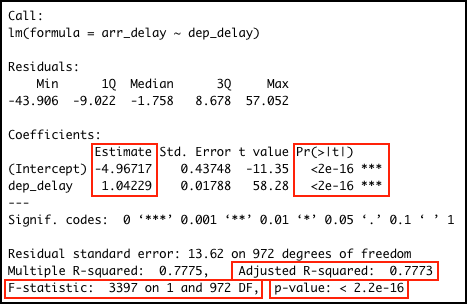 Call:
lm(formula = arr_delay ~ dep_delay)
Residuals:
Min 1Q Median 3Q Max
-43.906 -9.022 -1.758 8.678 57.052
Coefficients:
Estimate Std. Error t value Pr(>|t|)
(Intercept) -4.96717 0.43748 -11.35 <2e-16 ***
dep_delay 1.04229 0.01788 58.28 <2e-16 ***
---
Signif. codes: 0 ‘***’ 0.001 ‘**’ 0.01 ‘*’ 0.05 ‘.’ 0.1 ‘ ’ 1
Residual standard error: 13.62 on 972 degrees of freedom
Multiple R-squared: 0.7775, Adjusted R-squared: 0.7773
F-statistic: 3397 on 1 and 972 DF, p-value: < 2.2e-16